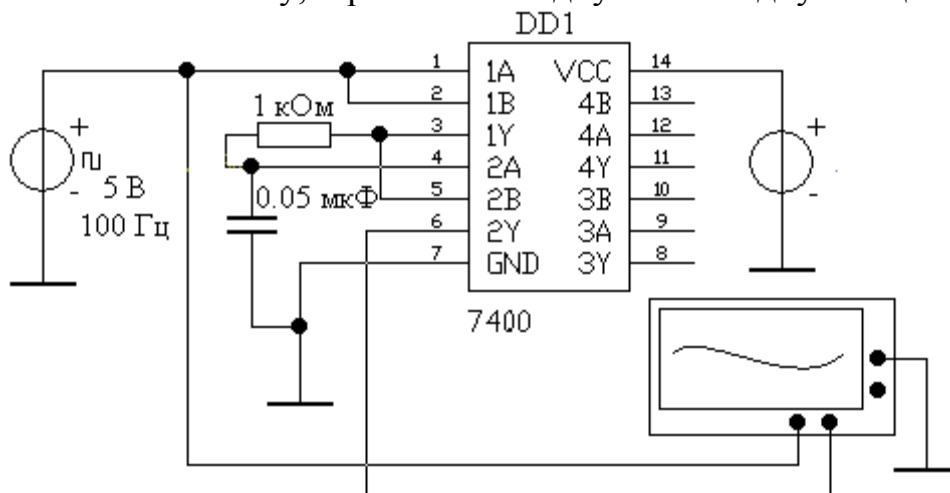 DD1
1 1A VCC 14
2 1B 4B 13
1 кОм
3 1Y 4A 12
4 2A 4Y 11
+ +
5 В
- -
0.05 мкФ
5 2B 3B 10
100 Гц
6 2Y 3A 9
7 GND 3Y 8
7400